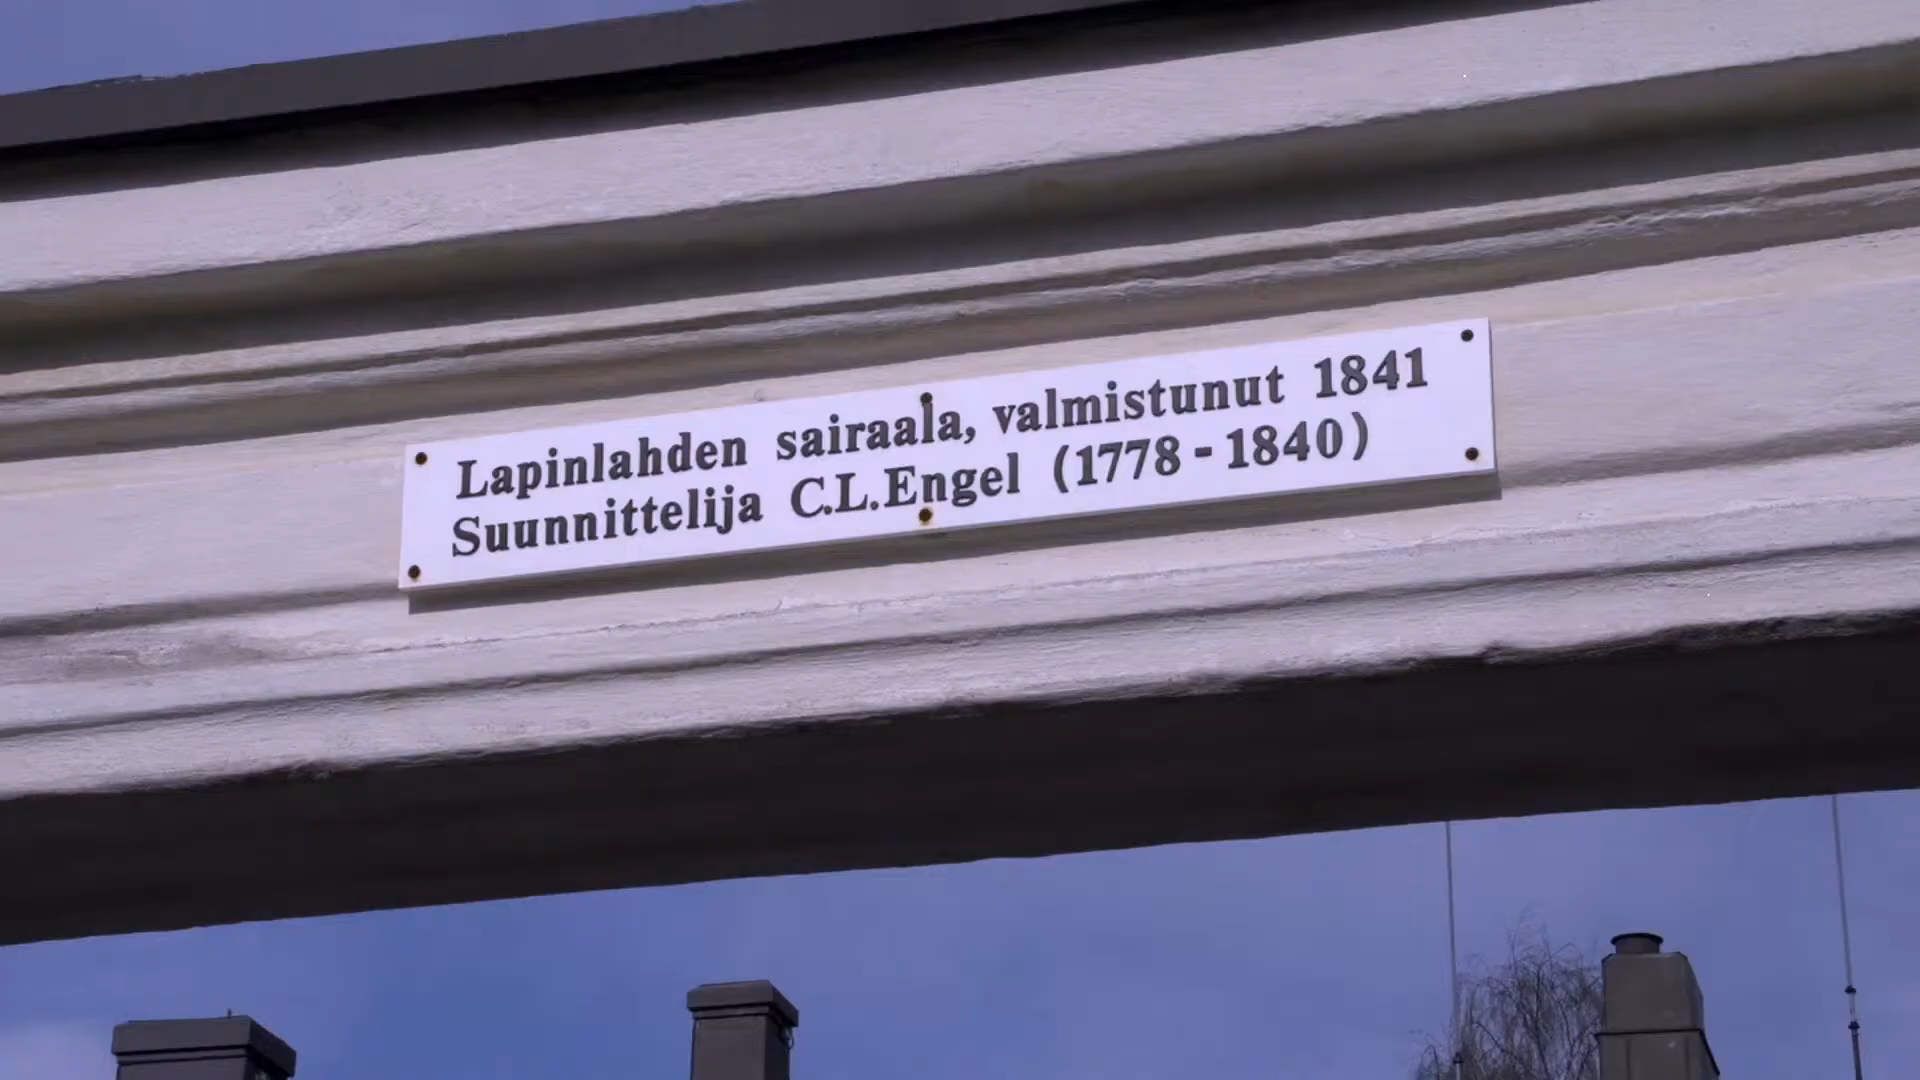 Lapinlahden sairaala, valmistunut 1841
Suunnittelija C.L.Engel (1778-1840)